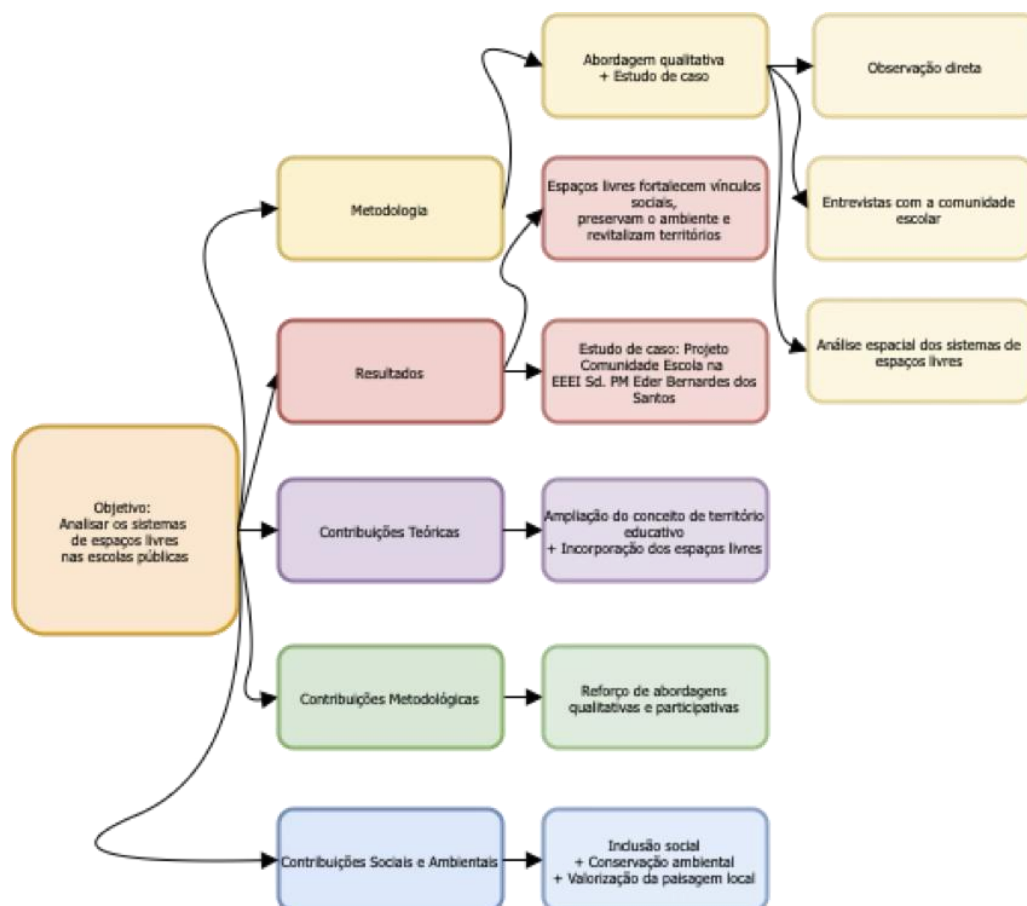 Objetivo:
Analisar os sistemas
de espaços livres
nas escolas públicas
Metodologia
Abordagem qualitativa
+ Estudo de caso
Observação direta
Entrevistas com a comunidade
escolar
Análise espacial dos sistemas de
espaços livres
Resultados
Espaços livres fortalecem vínculos
sociais,
preservam o ambiente e
revitalizam territórios
Estudo de caso: Projeto
Comunidade Escola na
EEEI Sd. PM Eder Bernardes dos
Santos
Contribuições Teóricas
Ampliação do conceito de território
educativo
+ Incorporação dos espaços livres
Contribuições Metodológicas
Reforço de abordagens
qualitativas e participativas
Contribuições Sociais e Ambientais
Inclusão social
+ Conservação ambiental
+ Valorização da paisagem local